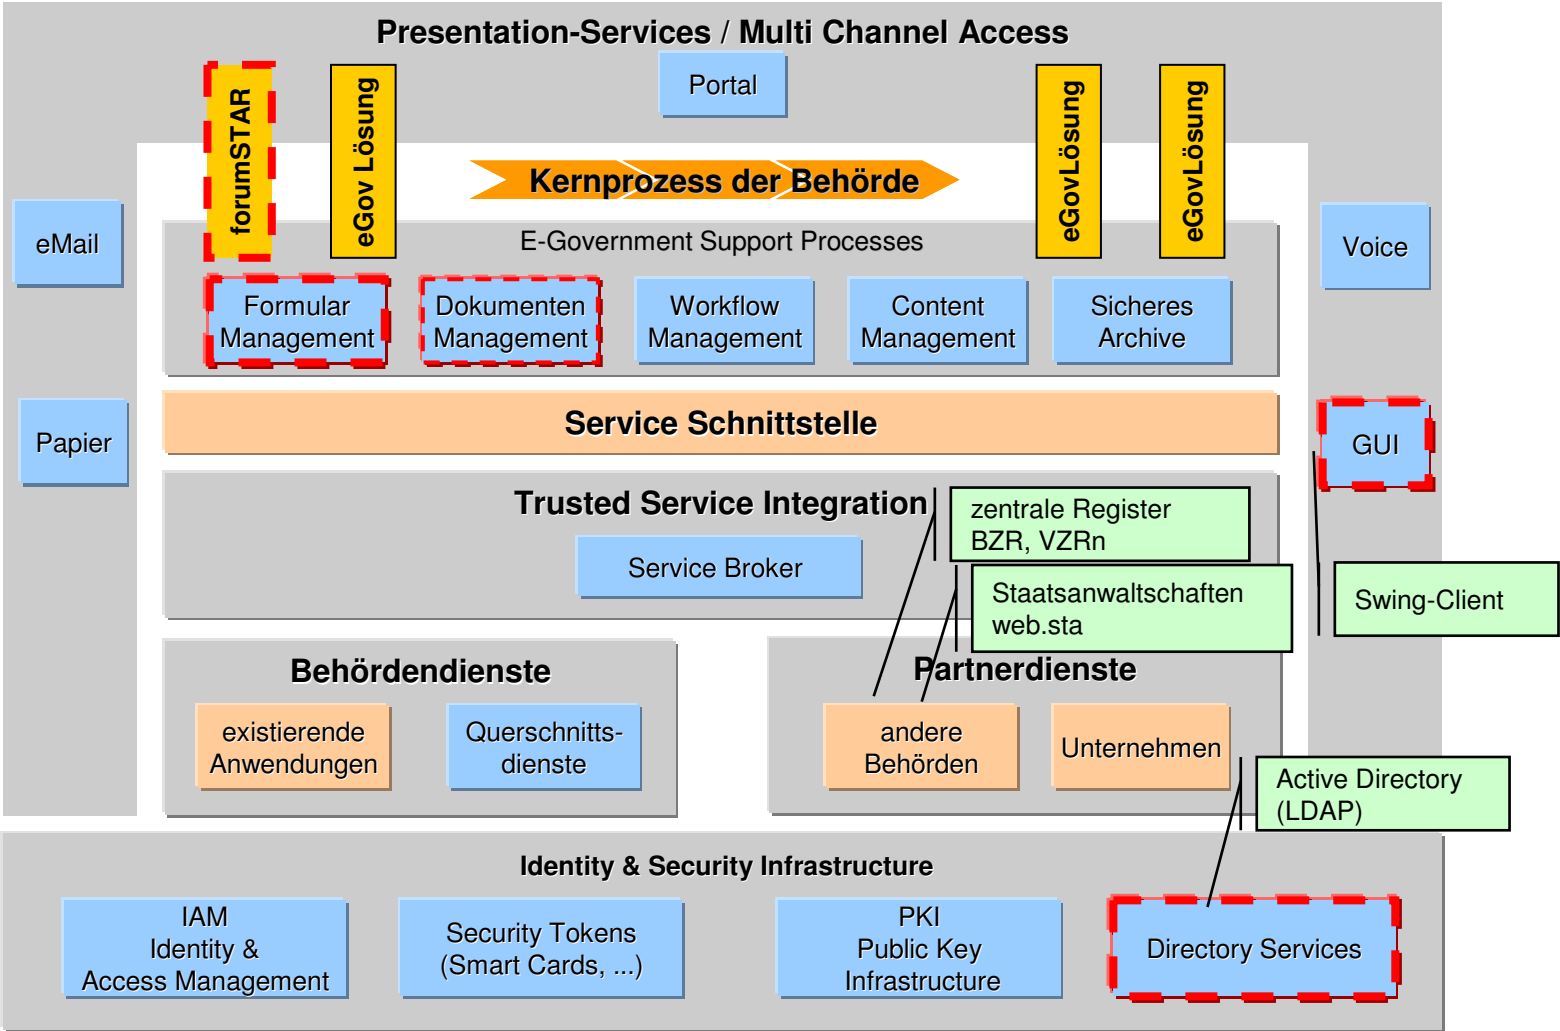 Presentation-Services / Multi Channel Access
Portal
forumSTAR
eGov Lösung
eGovLösung
eGovLösung
Kernprozess der Behörde
eMail
Voice
E-Government Support Processes
Formular
Management
Dokumenten
Management
Workflow
Management
Content
Management
Sicheres
Archive
Papier
GUI
Service Schnittstelle
Trusted Service Integration
Service Broker
zentrale Register
BZR, VZRn
Staatsanwaltschaften
web.sta
Swing-Client
Behördendienste
existierende
Anwendungen
Querschnitts-
dienste
Partnerdienste
andere
Behörden
Unternehmen
Active Directory
(LDAP)
Identity & Security Infrastructure
IAM
Identity &
Access Management
Security Tokens
(Smart Cards, ...)
PKI
Public Key
Infrastructure
Directory Services